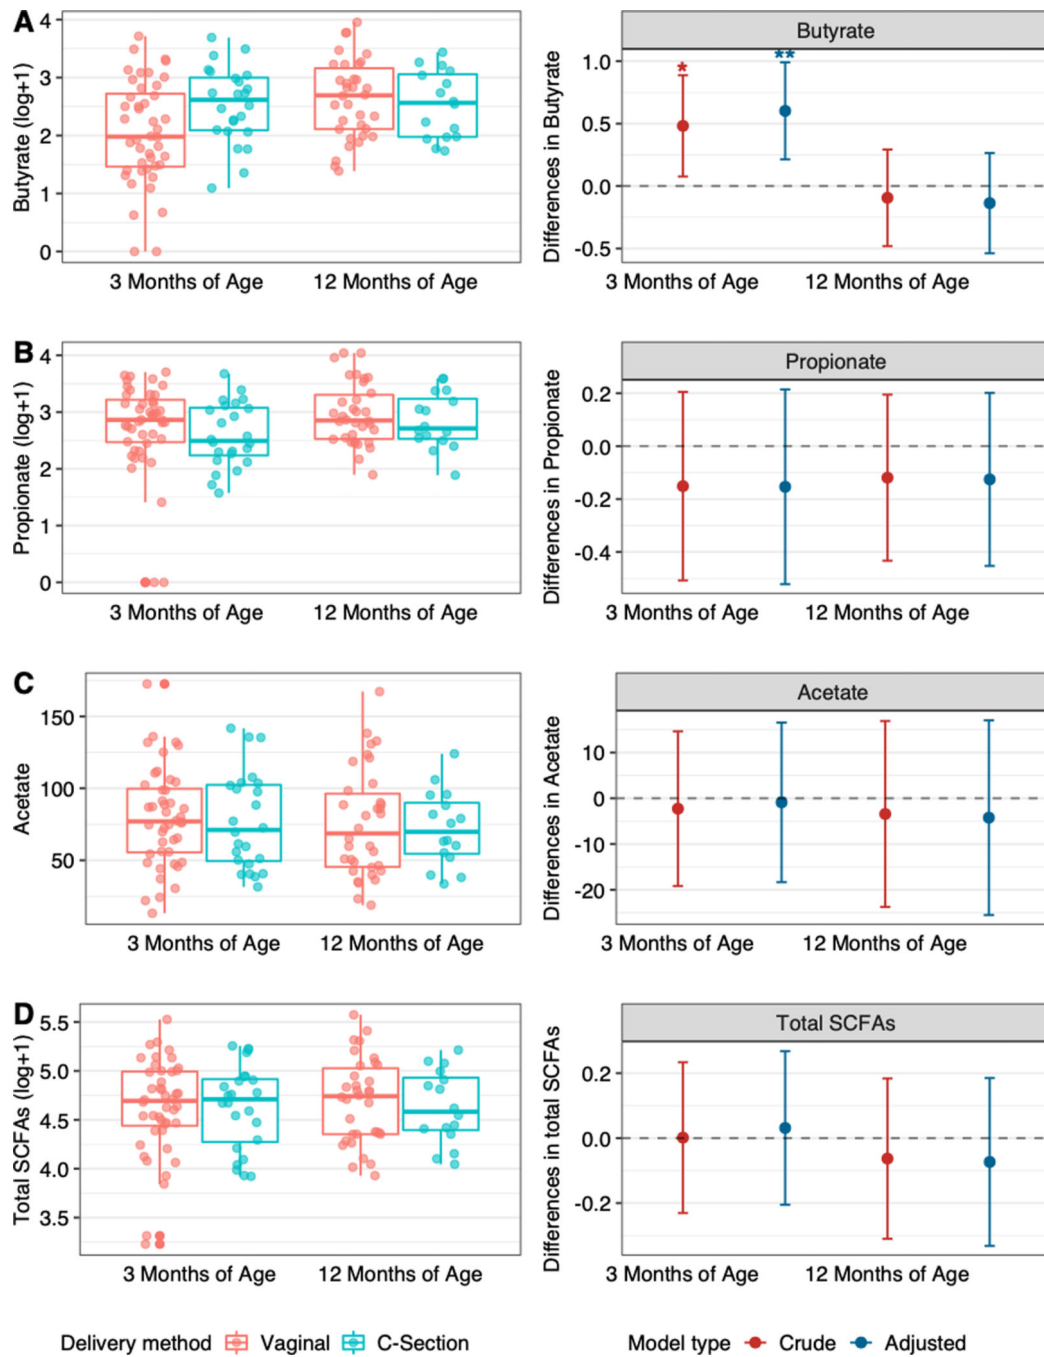 A
Butyrate (log+1)
4
3
2
1
0
3 Months of Age
12 Months of Age
Butyrate
Differences in Butyrate
1.0
0.5
0.0
-0.5
*
**
3 Months of Age
12 Months of Age
B
Propionate (log+1)
4
3
2
1
0
3 Months of Age
12 Months of Age
Propionate
Differences in Propionate
0.2
0.0
-0.2
-0.4
3 Months of Age
12 Months of Age
C
Acetate
150
100
50
3 Months of Age
12 Months of Age
Acetate
Differences in Acetate
10
0
-10
-20
3 Months of Age
12 Months of Age
D
Total SCFAs (log+1)
5.5
5.0
4.5
4.0
3.5
3 Months of Age
12 Months of Age
Total SCFAs
Differences in total SCFAs
0.2
0.0
-0.2
3 Months of Age
12 Months of Age
Delivery method Vaginal C-Section
Model type Crude Adjusted